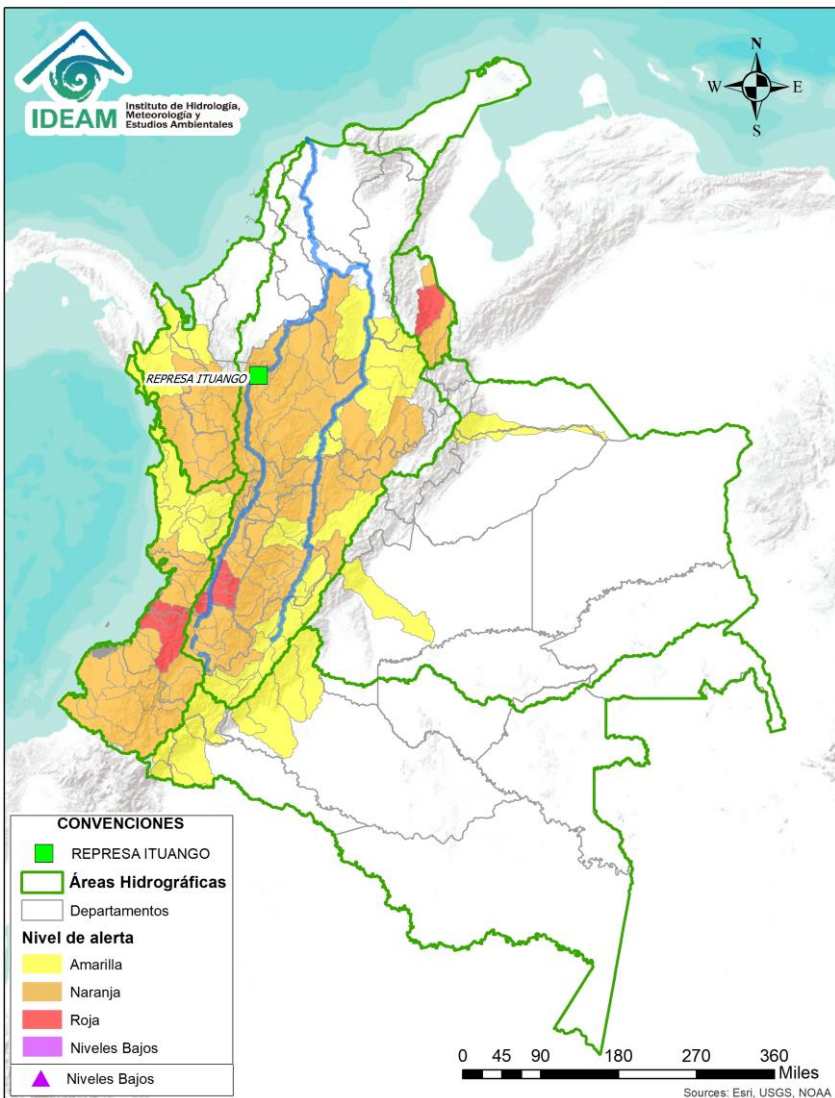 IDEAM
Instituto de Hidrología,
Meteorología y
Estudios Ambientales
N
W
E
S
REPRESA ITUANGO
CONVENCIONES
REPRESA ITUANGO
Áreas Hidrográficas
Departamentos
Nivel de alerta
Amarilla
Naranja
Roja
Niveles Bajos
Niveles Bajos
0 45 90 180 270 360
Miles
Sources: Esri, USGS, NOAA